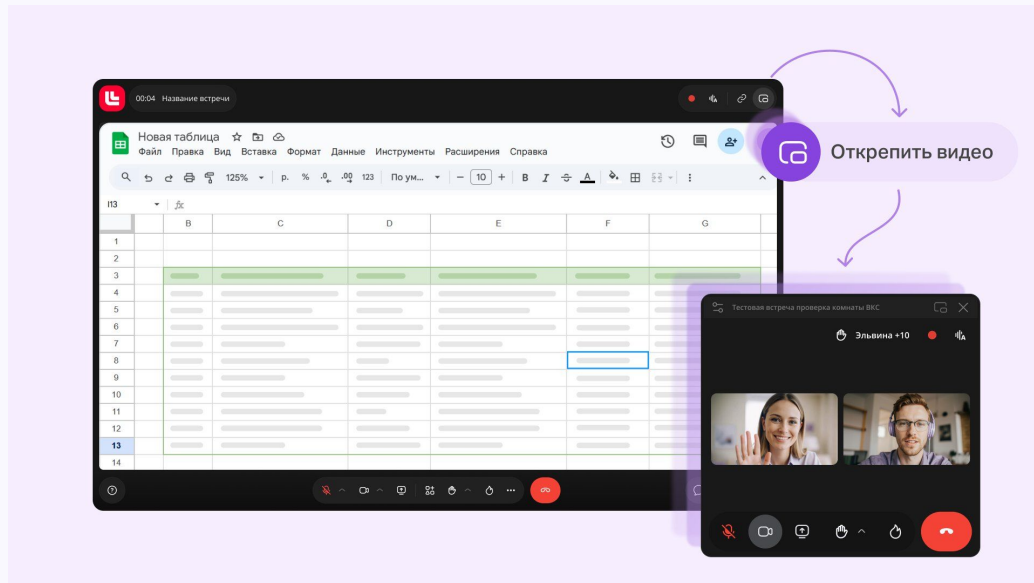 00:04 Название встречи
Новая таблица
Файл Правка Вид Вставка Формат Данные Инструменты Расширения Справка
Открепить видео
125% р. % .0 .00 123 По ум... − 10 + B I A
I13 fx
B C D E F G
1
2
3
4
5
6
7
8
9
10
11
12
13
14
Тестовая встреча проверка комнаты ВКС
Эльвина +10